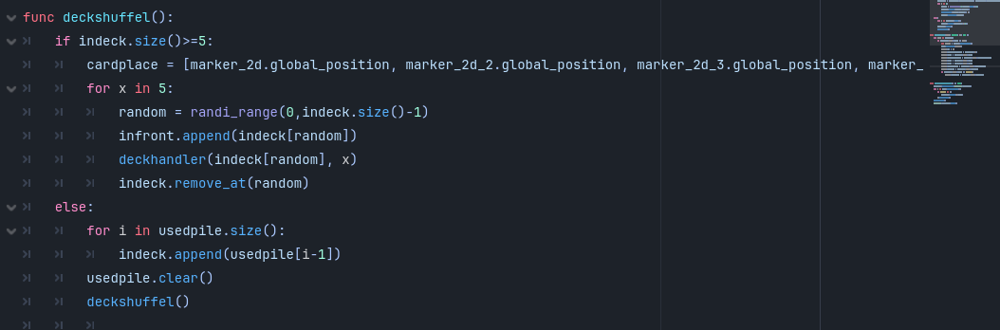 func deckshuffel():
if indeck.size()>=5:
cardplace = [marker_2d.global_position, marker_2d_2.global_position, marker_2d_3.global_position, marker_
for x in 5:
random = randi_range(0,indeck.size()-1)
infront.append(indeck[random])
deckhandler(indeck[random], x)
indeck.remove_at(random)
else:
for i in usedpile.size():
indeck.append(usedpile[i-1])
usedpile.clear()
deckshuffel()